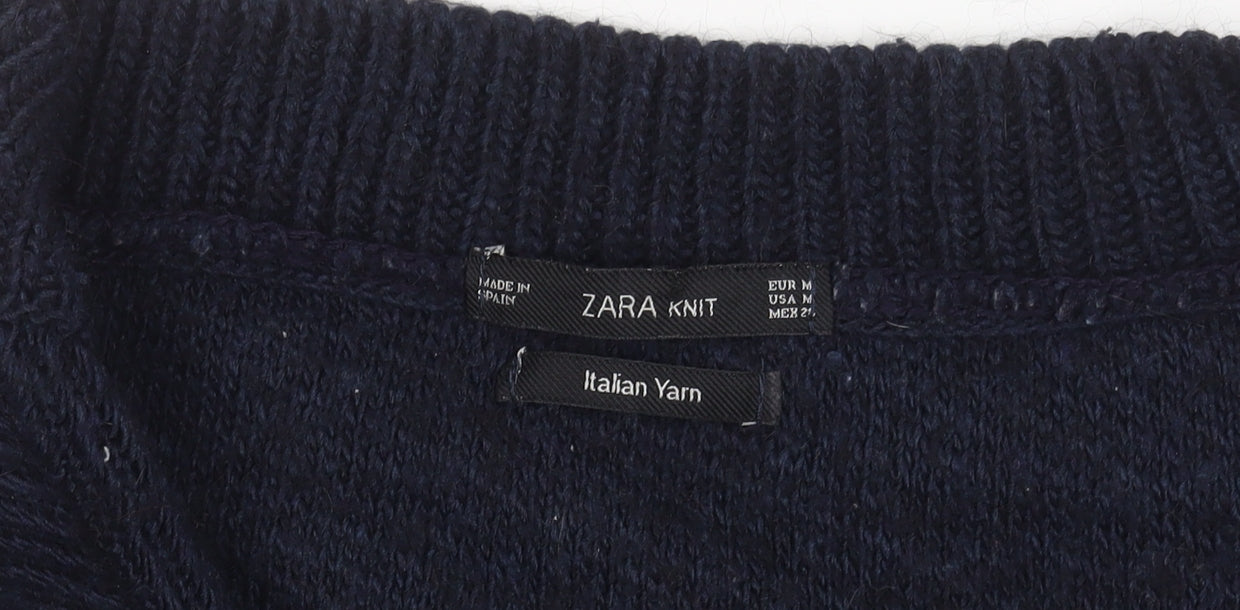 MADE IN
SPAIN
ZARA KNIT
EUR M
USA M
MEX
Italian Yarn